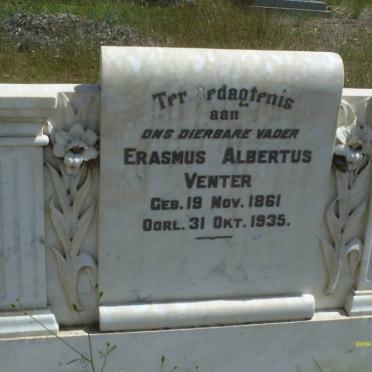 Ter Gedagtenis
aan
ONS DIERBARE VADER
ERASMUS ALBERTUS
VENTER
GEB. 19 NOV. 1861
OORL. 31 OKT. 1935.